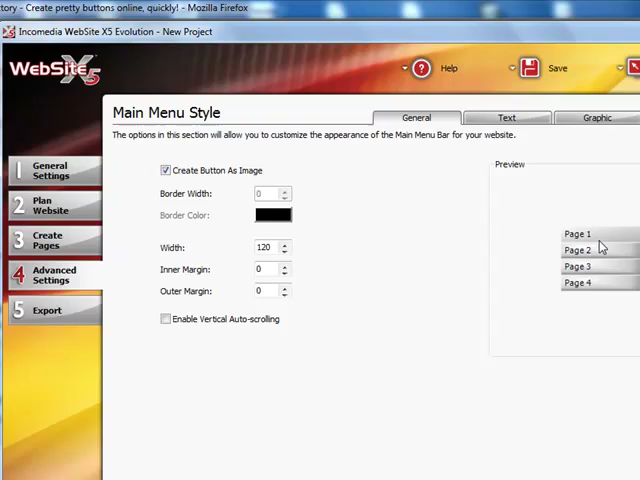 tory - Create pretty buttons online, quickly! - Mozilla Firefox
Incomedia WebSite X5 Evolution - New Project
WebSite X5
Help
Save
Main Menu Style
General
Text
Graphic
The options in this section will allow you to customize the appearance of the Main Menu Bar for your website.
1 General Settings
2 Plan Website
3 Create Pages
4 Advanced Settings
5 Export
Create Button As Image
Border Width: 0
Border Color:
Width: 120
Inner Margin: 0
Outer Margin: 0
Enable Vertical Auto-scrolling
Preview
Page 1
Page 2
Page 3
Page 4